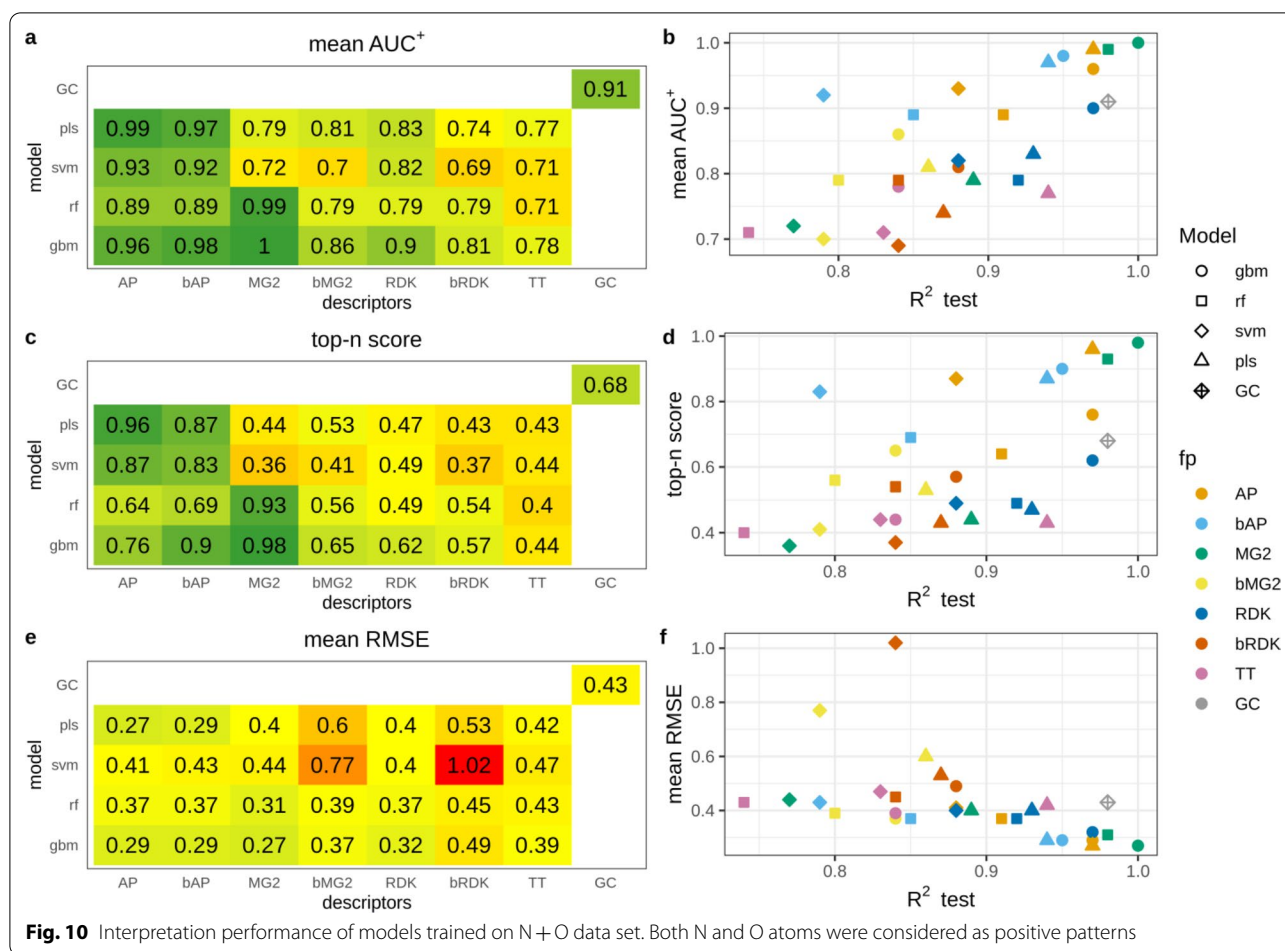 a
mean AUC⁺
GC 0.91
pls 0.99 0.97 0.79 0.81 0.83 0.74 0.77
svm 0.93 0.92 0.72 0.7 0.82 0.69 0.71
rf 0.89 0.89 0.99 0.79 0.79 0.79 0.71
gbm 0.96 0.98 1 0.86 0.9 0.81 0.78
model
AP bAP MG2 bMG2 RDK bRDK TT GC
descriptors
b
mean AUC⁺
1.0
0.9
0.8
0.7
0.8 0.9 1.0
R² test
c
top-n score
GC 0.68
pls 0.96 0.87 0.44 0.53 0.47 0.43 0.43
svm 0.87 0.83 0.36 0.41 0.49 0.37 0.44
rf 0.64 0.69 0.93 0.56 0.49 0.54 0.4
gbm 0.76 0.9 0.98 0.65 0.62 0.57 0.44
model
AP bAP MG2 bMG2 RDK bRDK TT GC
descriptors
d
top-n score
1.0
0.8
0.6
0.4
0.8 0.9 1.0
R² test
e
mean RMSE
GC 0.43
pls 0.27 0.29 0.4 0.6 0.4 0.53 0.42
svm 0.41 0.43 0.44 0.77 0.4 1.02 0.47
rf 0.37 0.37 0.31 0.39 0.37 0.45 0.43
gbm 0.29 0.29 0.27 0.37 0.32 0.49 0.39
model
AP bAP MG2 bMG2 RDK bRDK TT GC
descriptors
f
mean RMSE
1.0
0.8
0.6
0.4
0.8 0.9 1.0
R² test
Model
gbm
rf
svm
pls
GC
fp
AP
bAP
MG2
bMG2
RDK
bRDK
TT
GC
Fig. 10 Interpretation performance of models trained on N + O data set. Both N and O atoms were considered as positive patterns